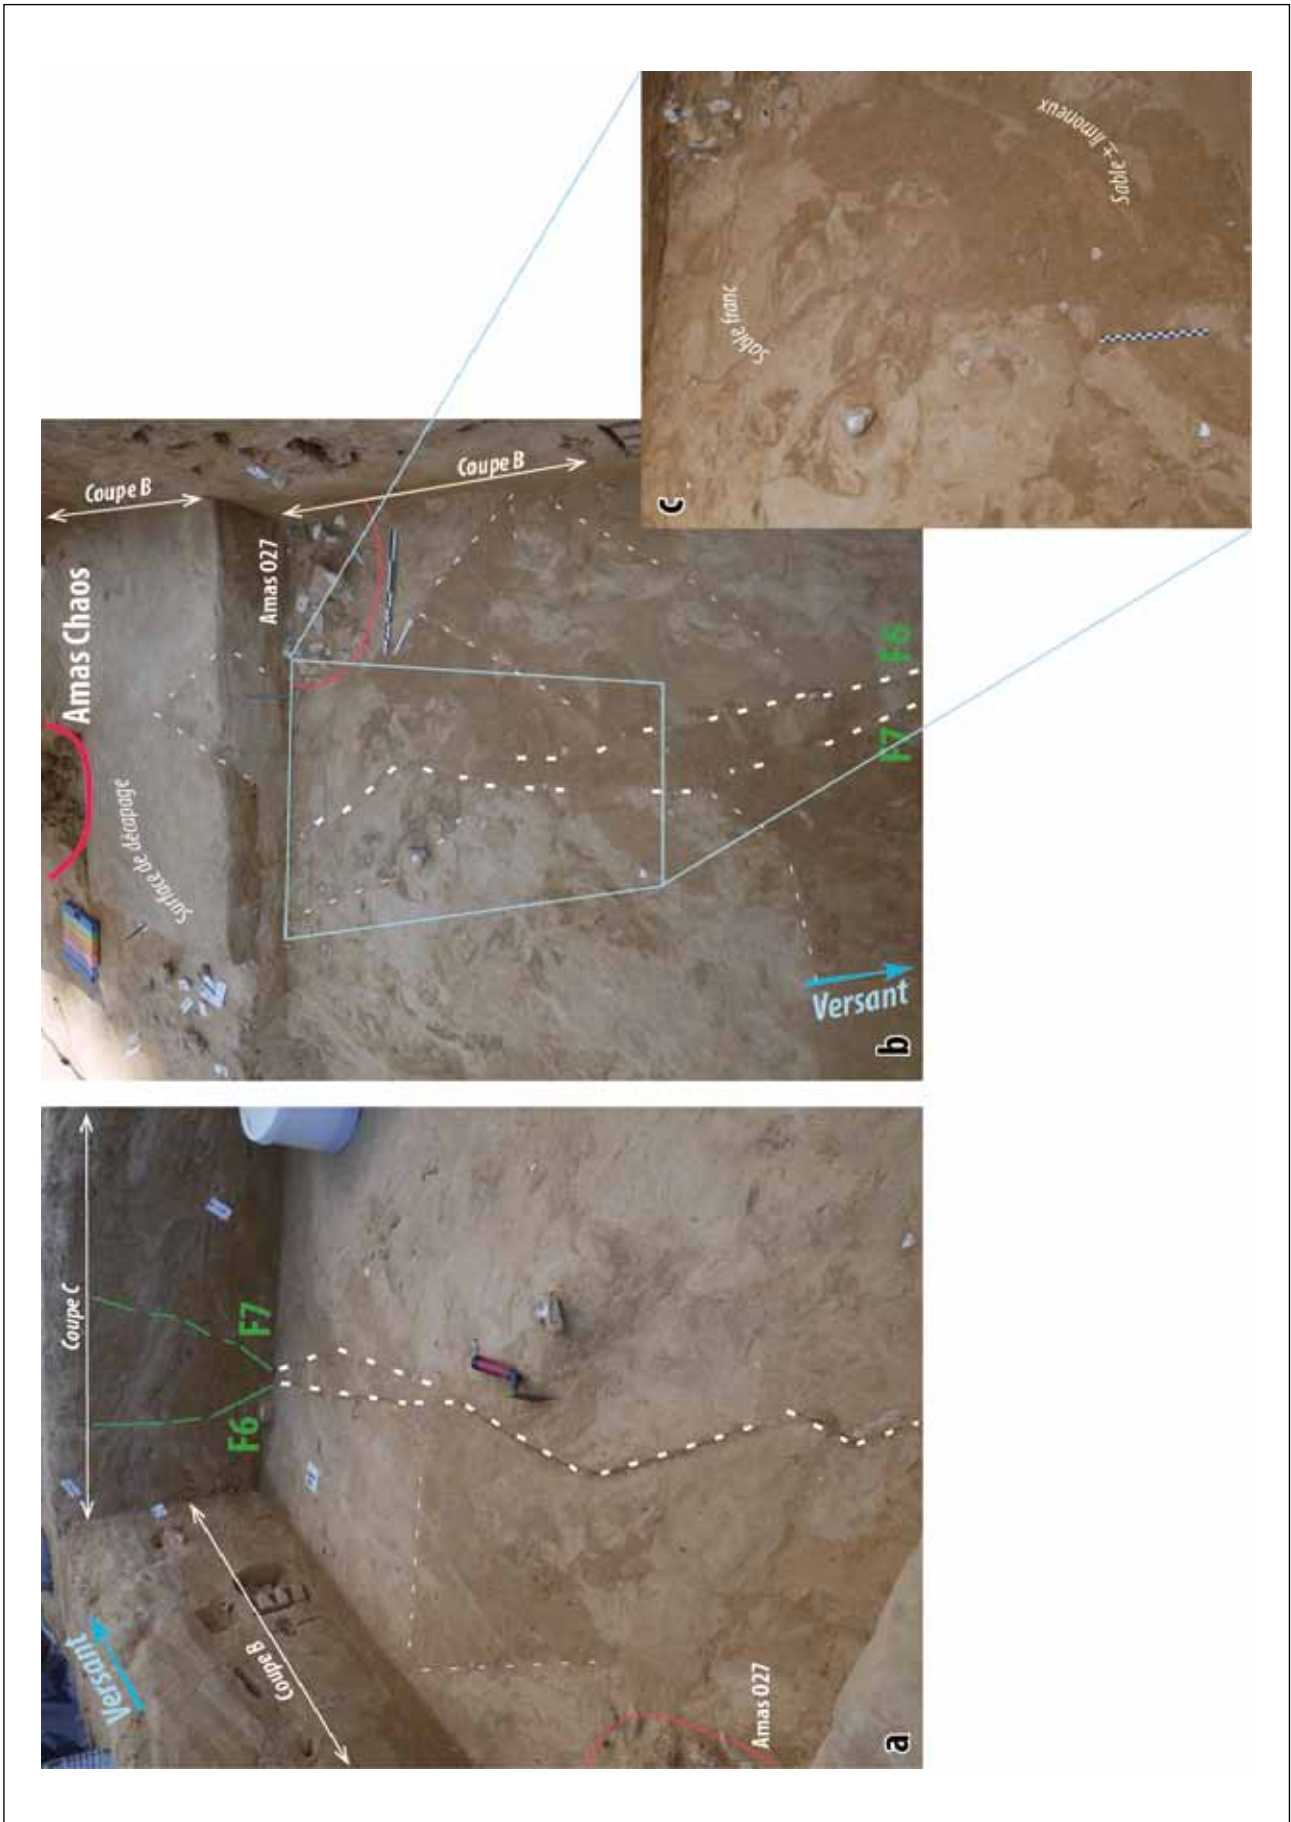 Coupe C
F6
F7
Versant
Coupe B
Amas 027
a
Amas Chaos
Surface de décapage
Coupe B
Amas 027
Coupe B
F7
F6
Versant
b
Sable franc
Sable ± limoneux
c